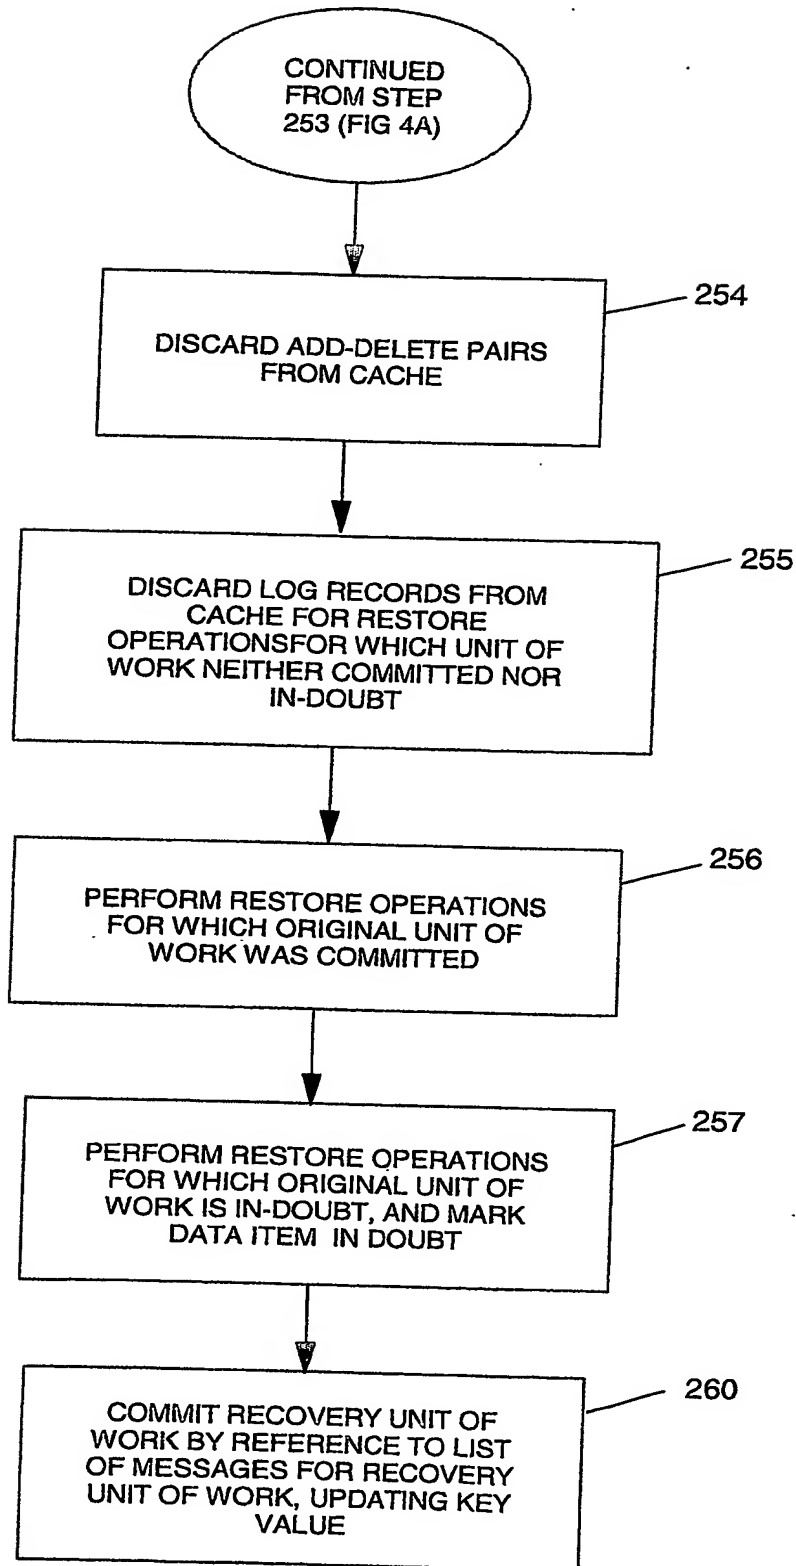 CONTINUED
FROM STEP
253 (FIG 4A)
254
DISCARD ADD-DELETE PAIRS
FROM CACHE
255
DISCARD LOG RECORDS FROM
CACHE FOR RESTORE
OPERATIONSFOR WHICH UNIT OF
WORK NEITHER COMMITTED NOR
IN-DOUBT
256
PERFORM RESTORE OPERATIONS
FOR WHICH ORIGINAL UNIT OF
WORK WAS COMMITTED
257
PERFORM RESTORE OPERATIONS
FOR WHICH ORIGINAL UNIT OF
WORK IS IN-DOUBT, AND MARK
DATA ITEM IN DOUBT
260
COMMIT RECOVERY UNIT OF
WORK BY REFERENCE TO LIST
OF MESSAGES FOR RECOVERY
UNIT OF WORK, UPDATING KEY
VALUE